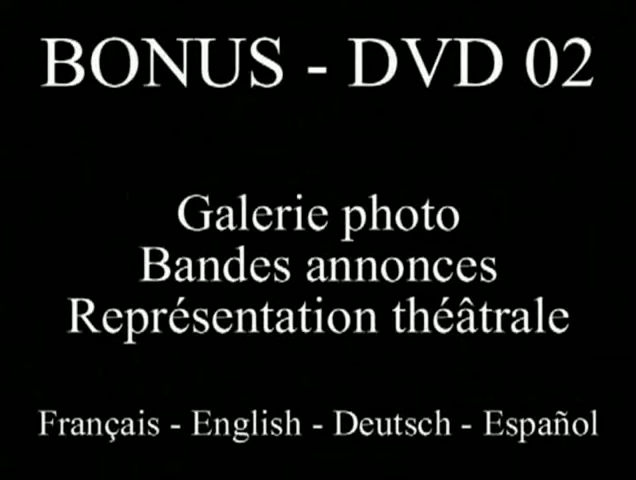 BONUS - DVD 02
Galerie photo
Bandes annonces
Représentation théâtrale
Français - English - Deutsch - Español